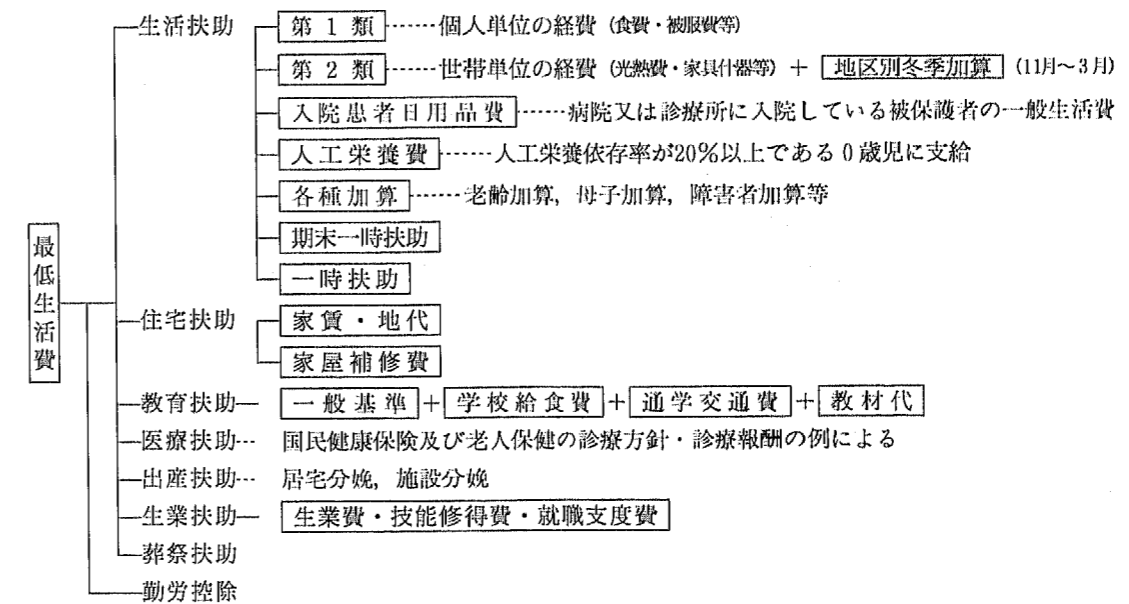 生活扶助
第1類……個人単位の経費（食費・被服費等）
第2類……世帯単位の経費（光熱費・家具什器等）＋地区別冬季加算（11月～3月）
入院患者日用品費……病院又は診療所に入院している被保護者の一般生活費
人工栄養費……人工栄養依存率が20％以上である0歳児に支給
各種加算……老齢加算，母子加算，障害者加算等
期末一時扶助
一時扶助
最低生活費
住宅扶助
家賃・地代
家屋補修費
教育扶助 一般基準＋学校給食費＋通学交通費＋教材代
医療扶助… 国民健康保険及び老人保健の診療方針・診療報酬の例による
出産扶助… 居宅分娩，施設分娩
生業扶助 生業費・技能修得費・就職支度費
葬祭扶助
勤労控除